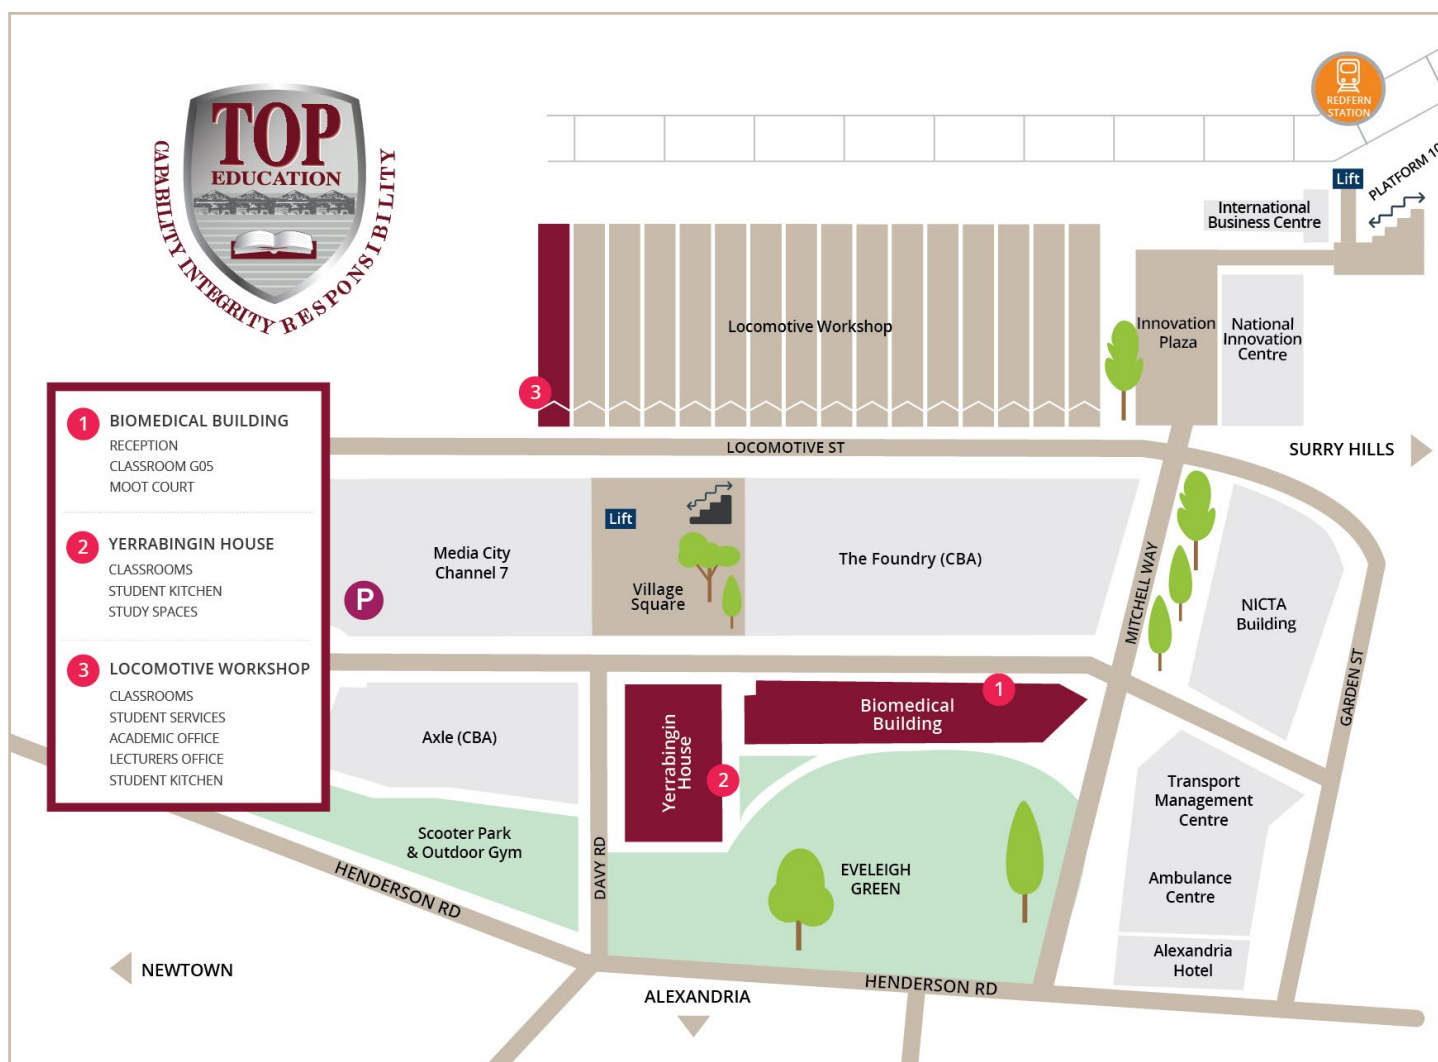 TOP
EDUCATION
CAPABILITY INTEGRITY RESPONSIBILITY
REDFERN
STATION
Lift
PLATFORM 10
International
Business Centre
Locomotive Workshop
Innovation
Plaza
National
Innovation
Centre
3
LOCOMOTIVE ST
SURRY HILLS
1 BIOMEDICAL BUILDING
RECEPTION
CLASSROOM G05
MOOT COURT
2 YERRABINGIN HOUSE
CLASSROOMS
STUDENT KITCHEN
STUDY SPACES
3 LOCOMOTIVE WORKSHOP
CLASSROOMS
STUDENT SERVICES
ACADEMIC OFFICE
LECTURERS OFFICE
STUDENT KITCHEN
Media City
Channel 7
P
Lift
Village
Square
The Foundry (CBA)
MITCHELL WAY
NICTA
Building
GARDEN ST
Axle (CBA)
Yerrabingin
House
2
Biomedical
Building
1
Transport
Management
Centre
Scooter Park
& Outdoor Gym
DAVY RD
EVELEIGH
GREEN
Ambulance
Centre
HENDERSON RD
Alexandria
Hotel
NEWTOWN
HENDERSON RD
ALEXANDRIA